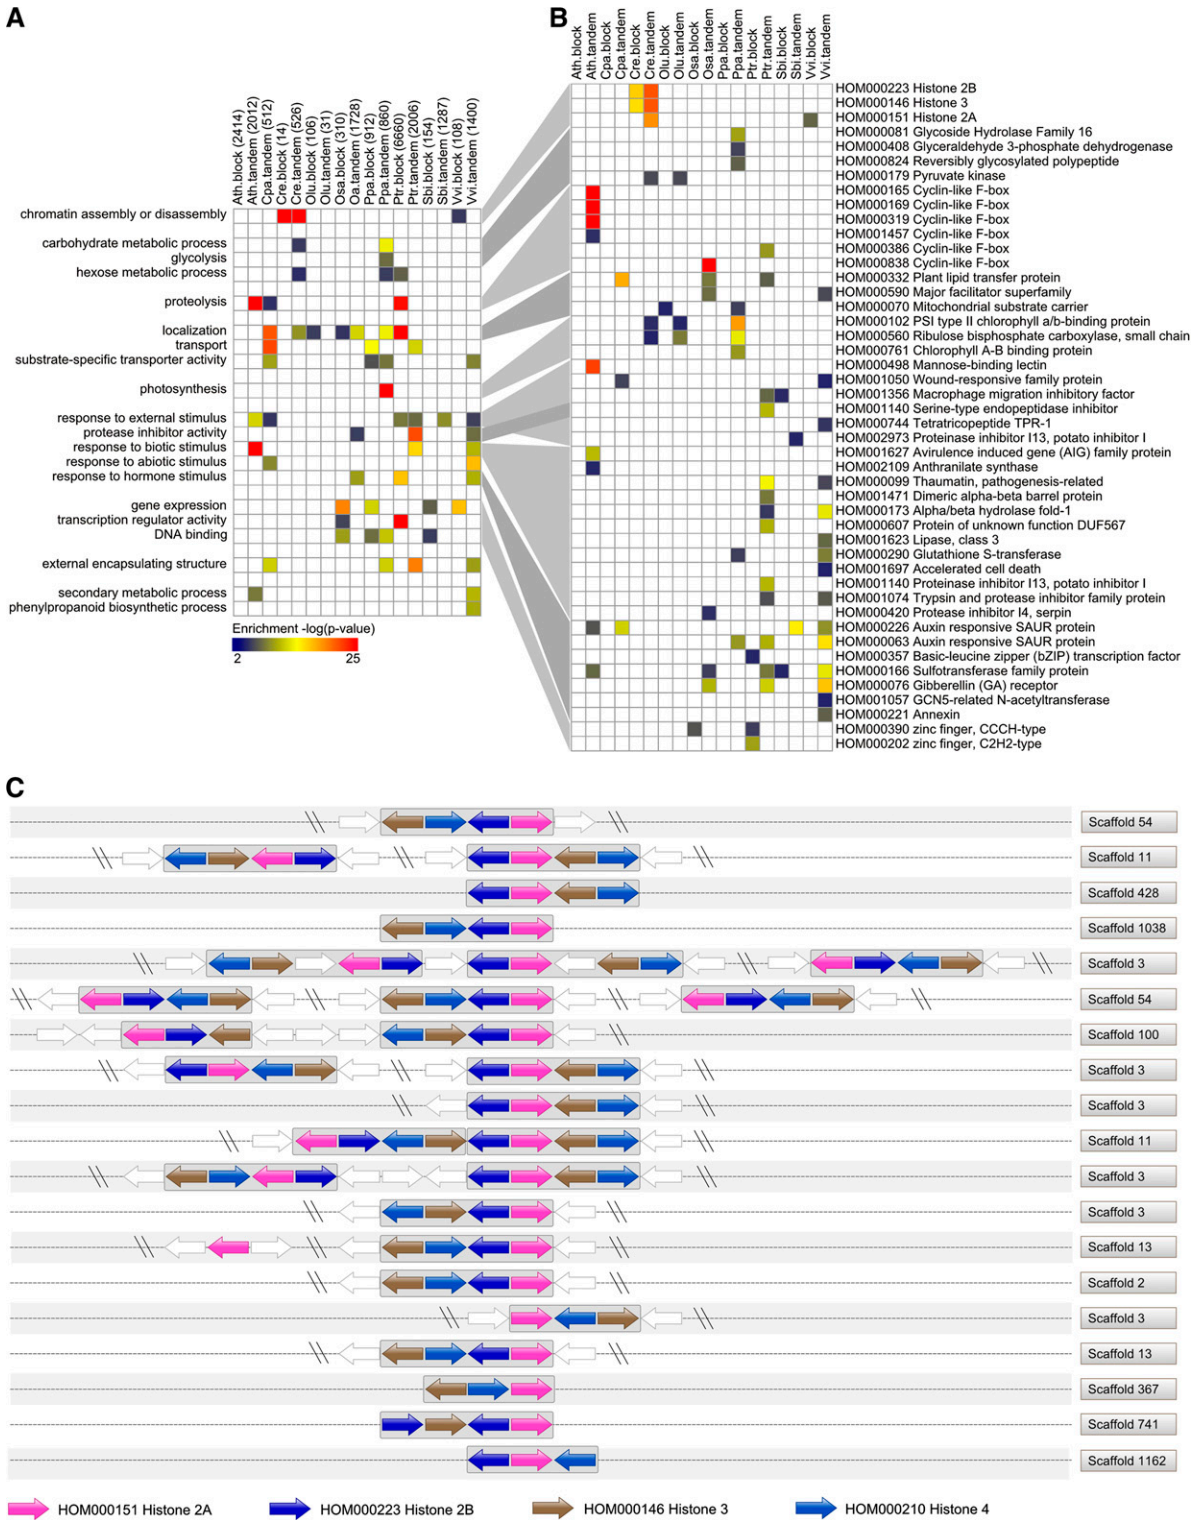 A
B
Ath.block (2414)
Ath.tandem (2012)
Cpa.tandem (512)
Cre.block (14)
Cre.tandem (526)
Olu.block (106)
Olu.tandem (31)
Osa.block (310)
Oa.tandem (1728)
Ppa.block (912)
Ppa.tandem (860)
Ptr.block (6660)
Ptr.tandem (2006)
Sbi.block (154)
Sbi.tandem (1287)
Vvi.block (108)
Vvi.tandem (1400)
chromatin assembly or disassembly
carbohydrate metabolic process
glycolysis
hexose metabolic process
proteolysis
localization
transport
substrate-specific transporter activity
photosynthesis
response to external stimulus
protease inhibitor activity
response to biotic stimulus
response to abiotic stimulus
response to hormone stimulus
gene expression
transcription regulator activity
DNA binding
external encapsulating structure
secondary metabolic process
phenylpropanoid biosynthetic process
Enrichment -log(p-value)
2 25
Ath.block
Ath.tandem
Cpa.block
Cpa.tandem
Cre.block
Cre.tandem
Olu.block
Olu.tandem
Osa.block
Osa.tandem
Ppa.block
Ppa.tandem
Ptr.block
Ptr.tandem
Sbi.block
Sbi.tandem
Vvi.block
Vvi.tandem
HOM000223 Histone 2B
HOM000146 Histone 3
HOM000151 Histone 2A
HOM000081 Glycoside Hydrolase Family 16
HOM000408 Glyceraldehyde 3-phosphate dehydrogenase
HOM000824 Reversibly glycosylated polypeptide
HOM000179 Pyruvate kinase
HOM000165 Cyclin-like F-box
HOM000169 Cyclin-like F-box
HOM000319 Cyclin-like F-box
HOM001457 Cyclin-like F-box
HOM000386 Cyclin-like F-box
HOM000838 Cyclin-like F-box
HOM000332 Plant lipid transfer protein
HOM000590 Major facilitator superfamily
HOM000070 Mitochondrial substrate carrier
HOM000102 PSI type II chlorophyll a/b-binding protein
HOM000560 Ribulose bisphosphate carboxylase, small chain
HOM000761 Chlorophyll A-B binding protein
HOM000498 Mannose-binding lectin
HOM001050 Wound-responsive family protein
HOM001356 Macrophage migration inhibitory factor
HOM001140 Serine-type endopeptidase inhibitor
HOM000744 Tetratricopeptide TPR-1
HOM002973 Proteinase inhibitor I13, potato inhibitor I
HOM001627 Avirulence induced gene (AIG) family protein
HOM002109 Anthranilate synthase
HOM000099 Thaumatin, pathogenesis-related
HOM001471 Dimeric alpha-beta barrel protein
HOM000173 Alpha/beta hydrolase fold-1
HOM000607 Protein of unknown function DUF567
HOM001623 Lipase, class 3
HOM000290 Glutathione S-transferase
HOM001697 Accelerated cell death
HOM001140 Proteinase inhibitor I13, potato inhibitor I
HOM001074 Trypsin and protease inhibitor family protein
HOM000420 Protease inhibitor I4, serpin
HOM000226 Auxin responsive SAUR protein
HOM000063 Auxin responsive SAUR protein
HOM000357 Basic-leucine zipper (bZIP) transcription factor
HOM000166 Sulfotransferase family protein
HOM000076 Gibberellin (GA) receptor
HOM001057 GCN5-related N-acetyltransferase
HOM000221 Annexin
HOM000390 zinc finger, CCCH-type
HOM000202 zinc finger, C2H2-type
C
Scaffold 54
Scaffold 11
Scaffold 428
Scaffold 1038
Scaffold 3
Scaffold 54
Scaffold 100
Scaffold 3
Scaffold 3
Scaffold 11
Scaffold 3
Scaffold 3
Scaffold 13
Scaffold 2
Scaffold 3
Scaffold 13
Scaffold 367
Scaffold 741
Scaffold 1162
HOM000151 Histone 2A
HOM000223 Histone 2B
HOM000146 Histone 3
HOM000210 Histone 4